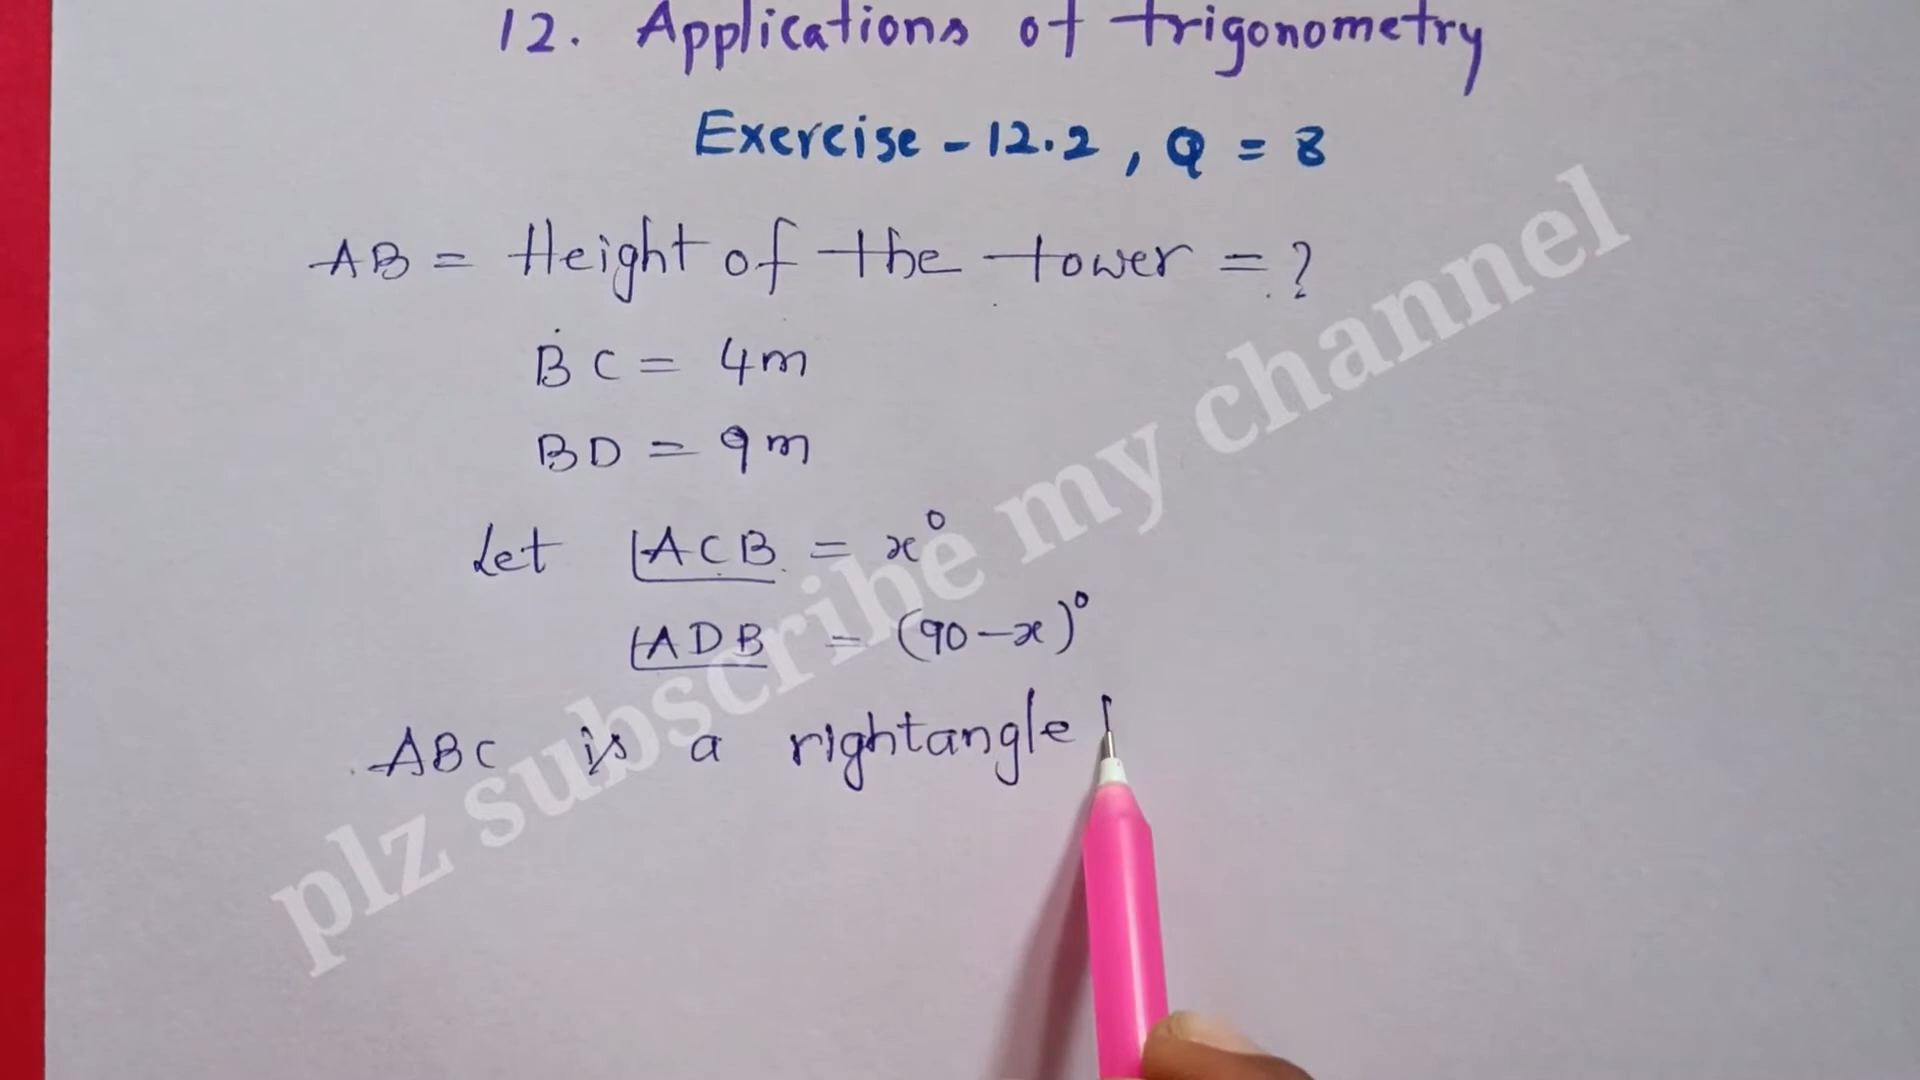 12. Applications of trigonometry
Exercise - 12.2, Q = 8
AB = Height of the tower = ?
BC = 4m
BD = 9m
Let ∠ACB = x°
∠ADB = (90-x)°
ABC is a rightangle
plz subscribe my channel